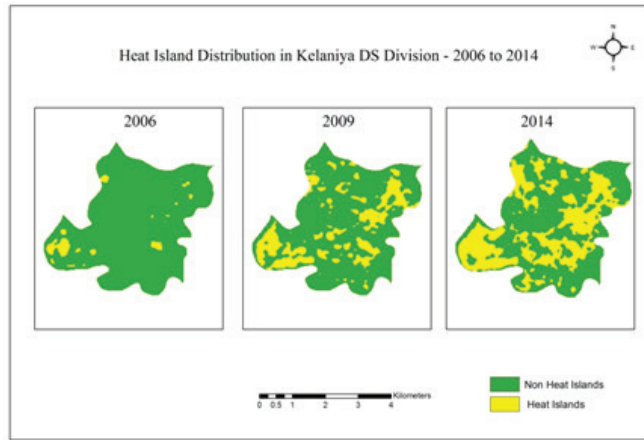 N
W E
S
Heat Island Distribution in Kelaniya DS Division - 2006 to 2014
2006 2009 2014
Kilometers
0 0.5 1 2 3 4
Non Heat Islands
Heat Islands